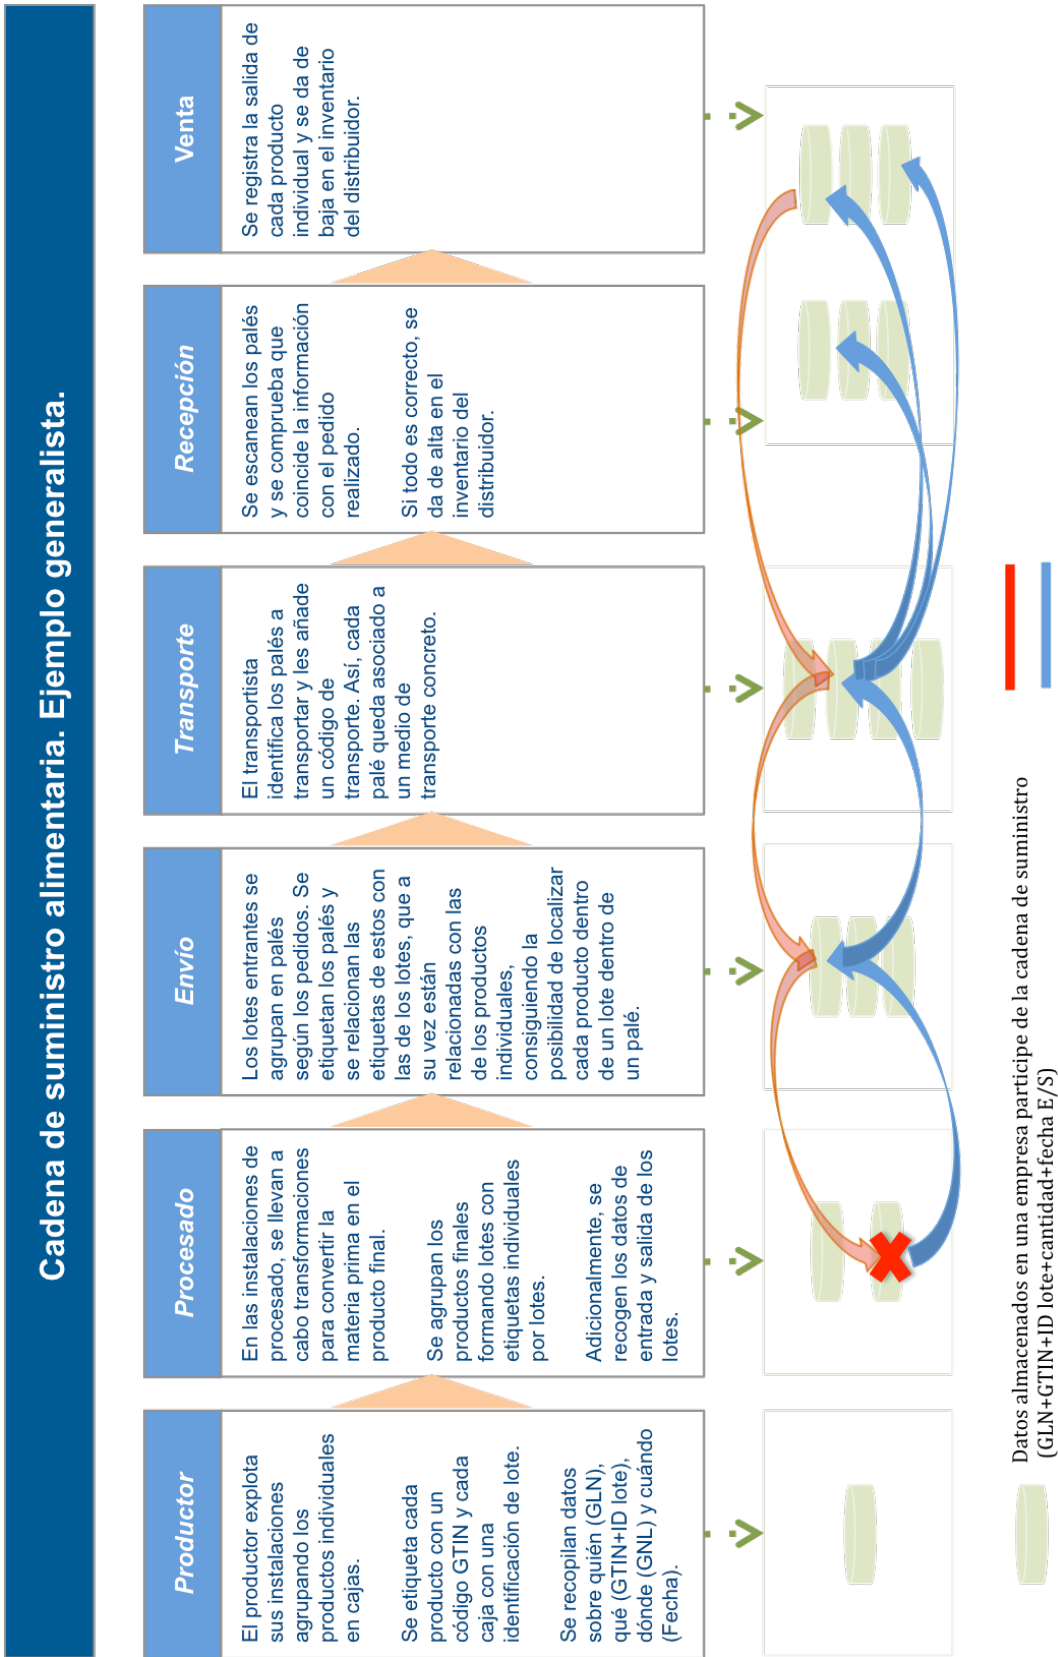 Cadena de suministro alimentaria. Ejemplo generalista.
Productor
El productor explota
sus instalaciones
agrupando los
productos individuales
en cajas.
Se etiqueta cada
producto con un
código GTIN y cada
caja con una
identificación de lote.
Se recopilan datos
sobre quién (GLN),
qué (GTIN+ID lote),
dónde (GNL) y cuándo
(Fecha).
Procesado
En las instalaciones de
procesado, se llevan a
cabo transformaciones
para convertir la
materia prima en el
producto final.
Se agrupan los
productos finales
formando lotes con
etiquetas individuales
por lotes.
Adicionalmente, se
recogen los datos de
entrada y salida de los
lotes.
Envío
Los lotes entrantes se
agrupan en palés
según los pedidos. Se
etiquetan los palés y
se relacionan las
etiquetas de estos con
las de los lotes, que a
su vez están
relacionadas con las
de los productos
individuales,
consiguiendo la
posibilidad de localizar
cada producto dentro
de un lote dentro de
un palé.
Transporte
El transportista
identifica los palés a
transportar y les añade
un código de
transporte. Así, cada
palé queda asociado a
un medio de
transporte concreto.
Recepción
Se escanean los palés
y se comprueba que
coincide la información
con el pedido
realizado.
Si todo es correcto, se
da de alta en el
inventario del
distribuidor.
Venta
Se registra la salida de
cada producto
individual y se da de
baja en el inventario
del distribuidor.
Datos almacenados en una empresa participe de la cadena de suministro
(GLN+GTIN+ID lote+cantidad+fecha E/S)